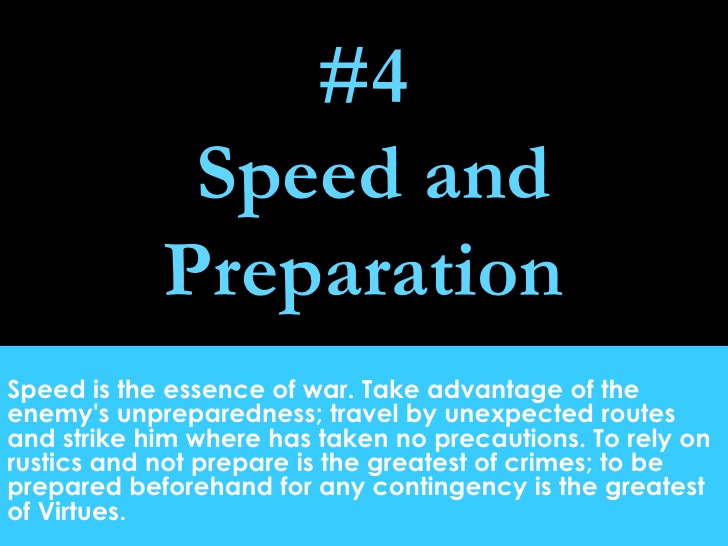 #4
Speed and
Preparation
Speed is the essence of war. Take advantage of the
enemy's unpreparedness; travel by unexpected routes
and strike him where has taken no precautions. To rely on
rustics and not prepare is the greatest of crimes; to be
prepared beforehand for any contingency is the greatest
of Virtues.